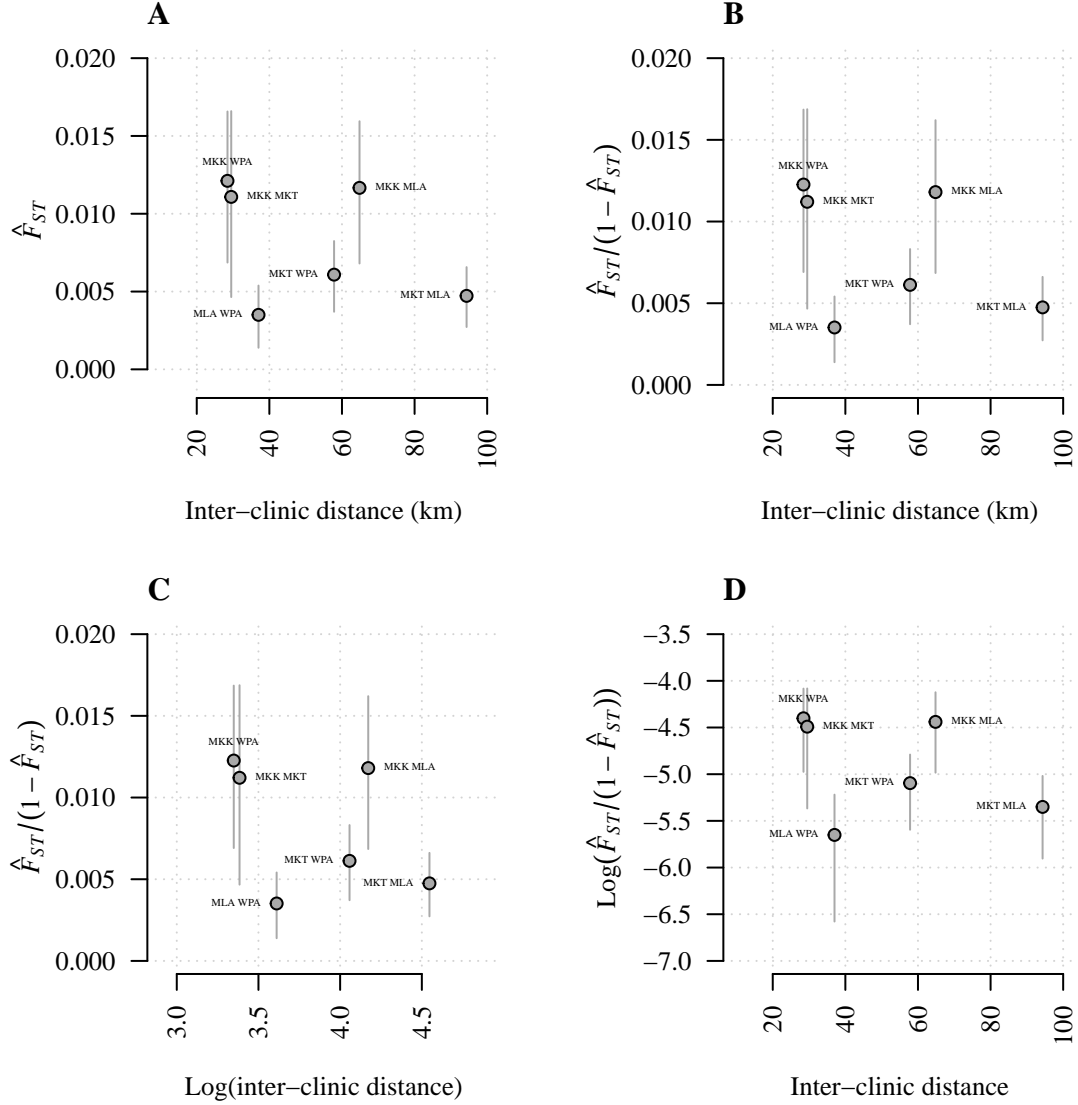 A
0.020
0.015
0.010
0.005
0.000
F̂ST
MKK WPA
MKK MKT
MKK MLA
MKT WPA
MLA WPA
MKT MLA
20 40 60 80 100
Inter−clinic distance (km)
B
0.020
0.015
0.010
0.005
0.000
F̂ST/(1−F̂ST)
MKK WPA
MKK MKT
MKK MLA
MKT WPA
MLA WPA
MKT MLA
20 40 60 80 100
Inter−clinic distance (km)
C
0.020
0.015
0.010
0.005
0.000
F̂ST/(1−F̂ST)
MKK WPA
MKK MKT
MKK MLA
MKT WPA
MLA WPA
MKT MLA
3.0 3.5 4.0 4.5
Log(inter−clinic distance)
D
−3.5
−4.0
−4.5
−5.0
−5.5
−6.0
−6.5
−7.0
Log(F̂ST/(1−F̂ST))
MKK WPA
MKK MKT
MKK MLA
MKT WPA
MLA WPA
MKT MLA
20 40 60 80 100
Inter−clinic distance